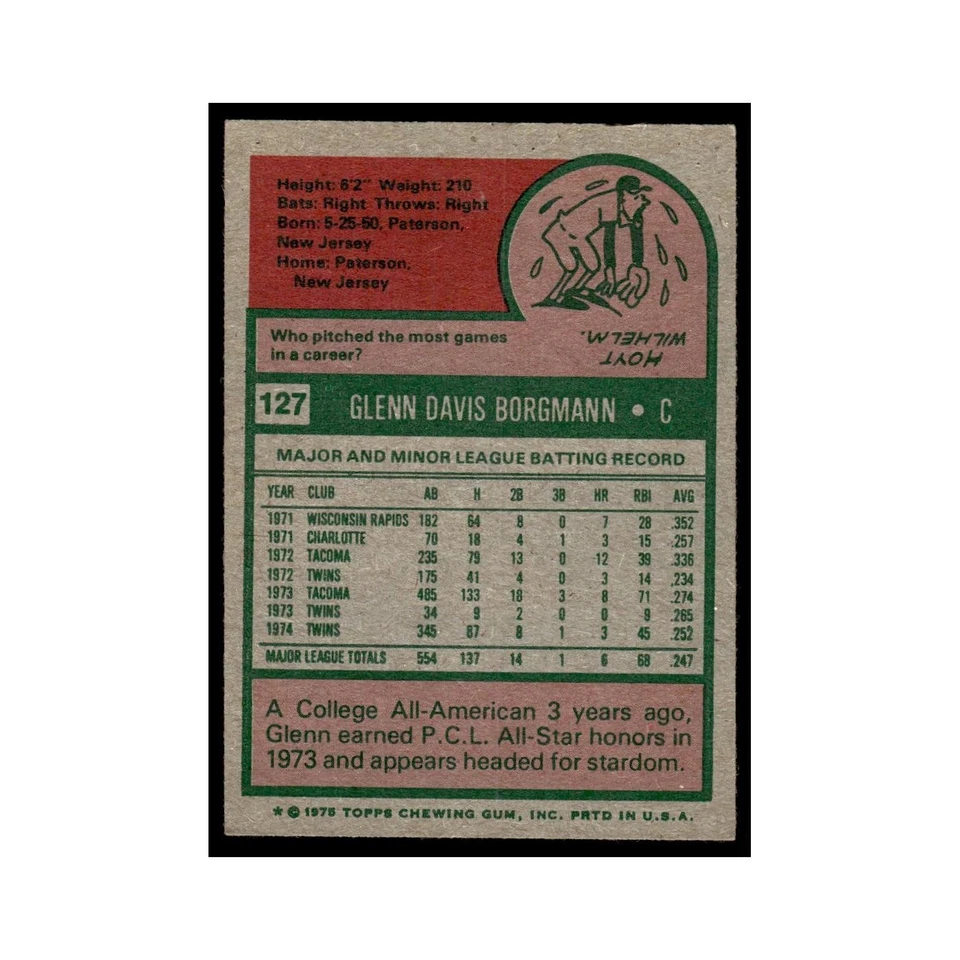 Height: 6'2" Weight: 210
Bats: Right Throws: Right
Born: 5-25-50, Paterson,
New Jersey
Home: Paterson,
New Jersey
Who pitched the most games
in a career?
HOYT
WILHELM.
127 GLENN DAVIS BORGMANN • C
MAJOR AND MINOR LEAGUE BATTING RECORD
YEAR CLUB AB H 2B 3B HR RBI AVG
1971 WISCONSIN RAPIDS 182 64 8 0 7 28 .352
1971 CHARLOTTE 70 18 4 1 3 15 .257
1972 TACOMA 235 79 13 0 12 39 .336
1972 TWINS 175 41 4 0 3 14 .234
1973 TACOMA 485 133 18 3 8 71 .274
1973 TWINS 34 9 2 0 0 9 .265
1974 TWINS 345 87 8 1 3 45 .252
MAJOR LEAGUE TOTALS 554 137 14 1 6 68 .247
A College All-American 3 years ago,
Glenn earned P.C.L. All-Star honors in
1973 and appears headed for stardom.
* © 1975 TOPPS CHEWING GUM, INC. PRTD IN U.S.A.